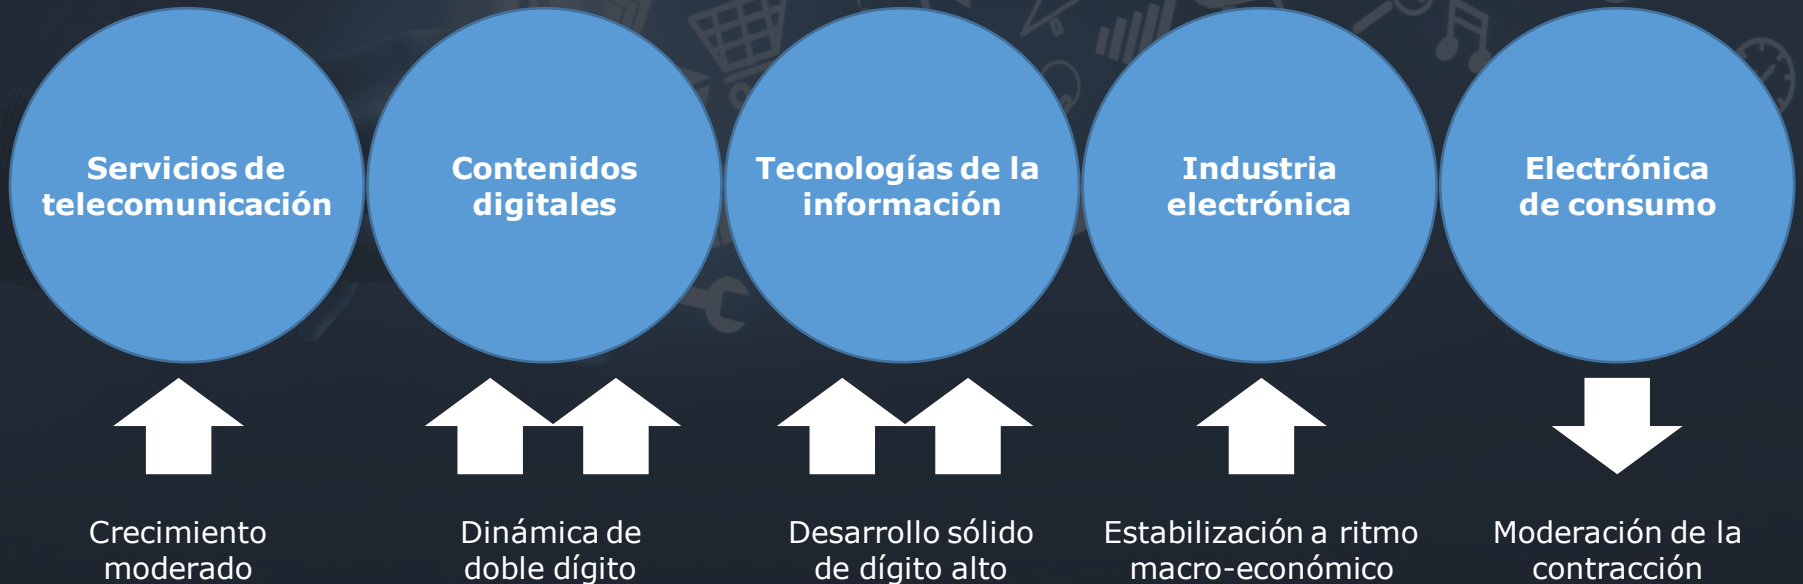 Servicios de
telecomunicación
Contenidos
digitales
Tecnologías de la
información
Industria
electrónica
Electrónica
de consumo
Crecimiento
moderado
Dinámica de
doble dígito
Desarrollo sólido
de dígito alto
Estabilización a ritmo
macro-económico
Moderación de la
contracción